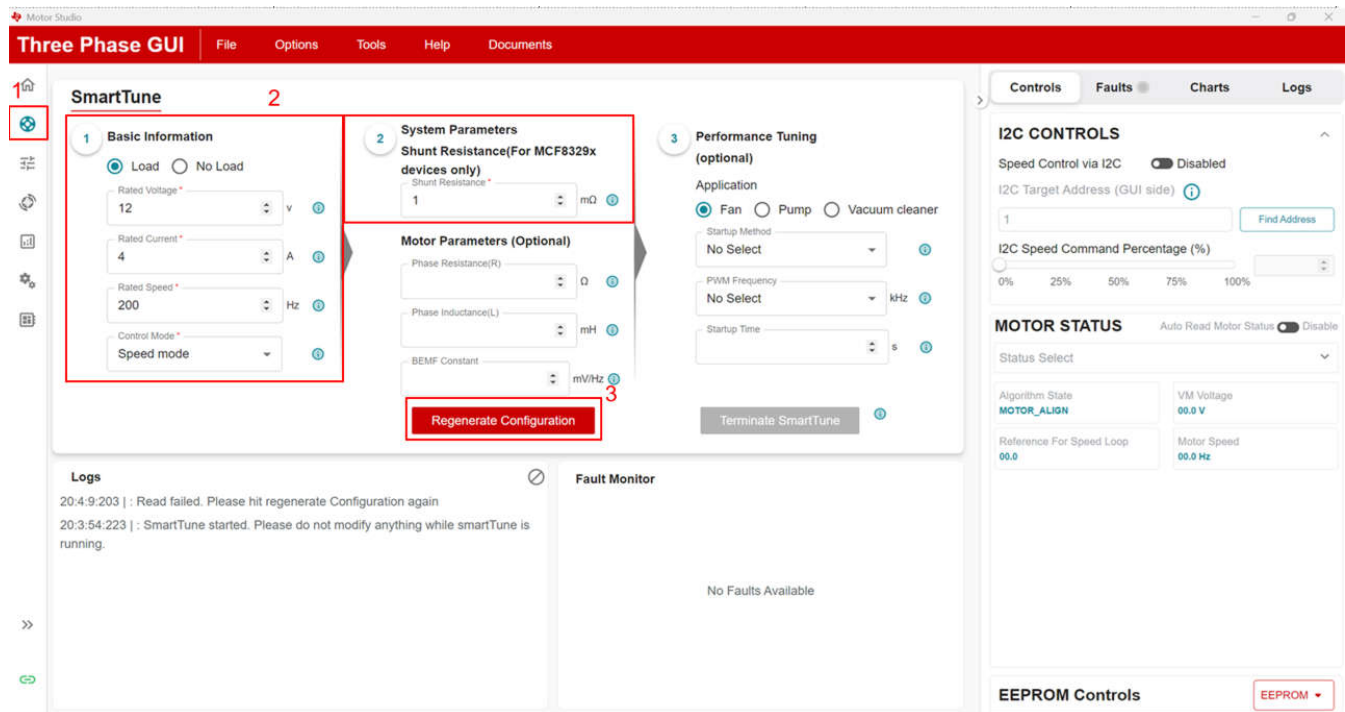 Motor Studio
Three Phase GUI
File
Options
Tools
Help
Documents
1
SmartTune
2
1
Basic Information
Load
No Load
Rated Voltage *
12
v
Rated Current *
4
A
Rated Speed *
200
Hz
Control Mode *
Speed mode
2
System Parameters
Shunt Resistance(For MCF8329x
devices only)
Shunt Resistance *
1
mΩ
Motor Parameters (Optional)
Phase Resistance(R)
Ω
Phase Inductance(L)
mH
BEMF Constant
mV/Hz
3
Regenerate Configuration
3
Performance Tuning
(optional)
Application
Fan
Pump
Vacuum cleaner
Startup Method
No Select
PWM Frequency
No Select
kHz
Startup Time
s
Terminate SmartTune
Logs
20:4:9:203 | : Read failed. Please hit regenerate Configuration again
20:3:54:223 | : SmartTune started. Please do not modify anything while smartTune is
running.
Fault Monitor
No Faults Available
Controls
Faults
Charts
Logs
I2C CONTROLS
Speed Control via I2C
Disabled
I2C Target Address (GUI side)
1
Find Address
I2C Speed Command Percentage (%)
0%
25%
50%
75%
100%
MOTOR STATUS
Auto Read Motor Status
Disable
Status Select
Algorithm State
MOTOR_ALIGN
VM Voltage
00.0 V
Reference For Speed Loop
00.0
Motor Speed
00.0 Hz
EEPROM Controls
EEPROM